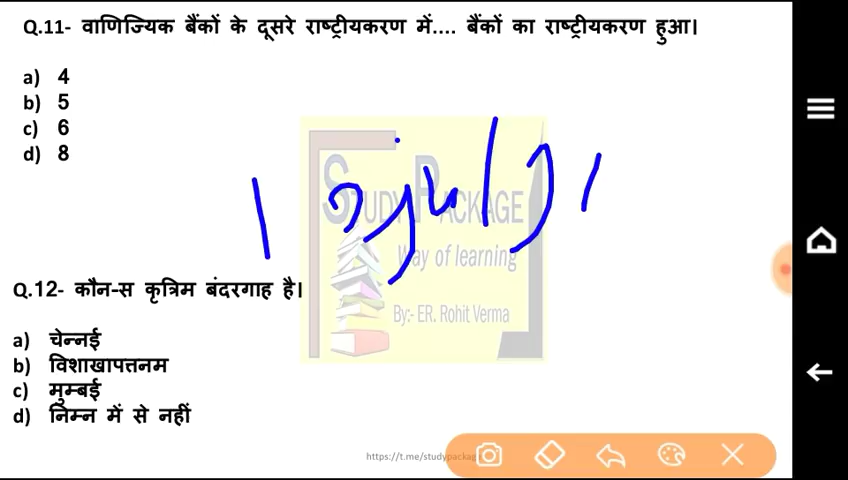 Q.11- वाणिज्यिक बैंकों के दूसरे राष्ट्रीयकरण में.... बैंकों का राष्ट्रीयकरण हुआ।
a) 4
b) 5
c) 6
d) 8
STUDY PACKAGE
Way of learning
By:- ER. Rohit Verma
Q.12- कौन-स कृत्रिम बंदरगाह है।
a) चेन्नई
b) विशाखापत्तनम
c) मुम्बई
d) निम्न में से नहीं
https://t.me/studypackag